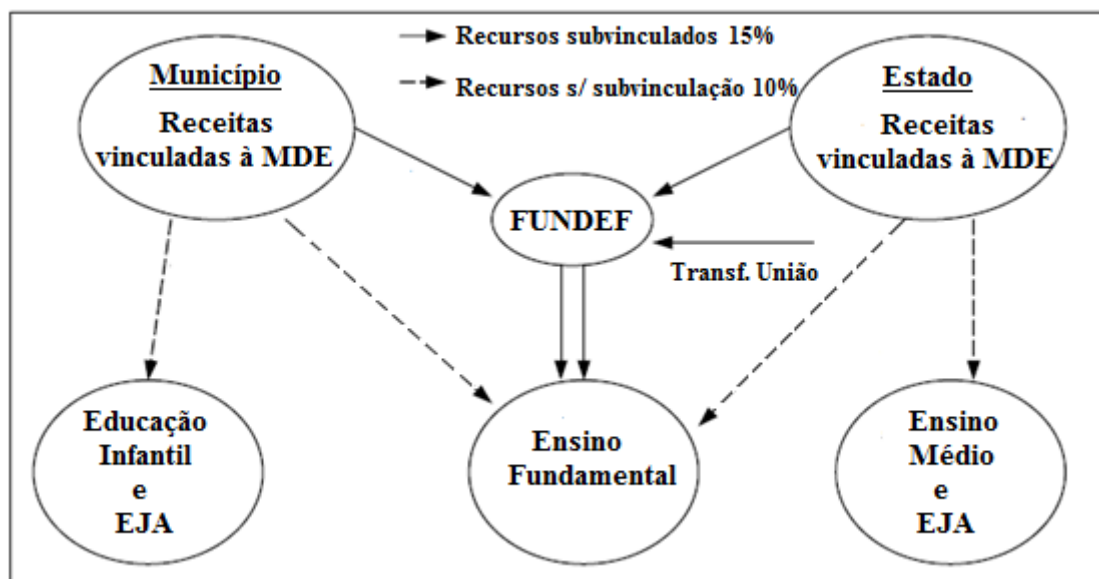 Recursos subvinculados 15%
Recursos s/ subvinculação 10%
Município
Receitas
vinculadas à MDE
Estado
Receitas
vinculadas à MDE
FUNDEF
Transf. União
Educação
Infantil
e
EJA
Ensino
Fundamental
Ensino
Médio
e
EJA